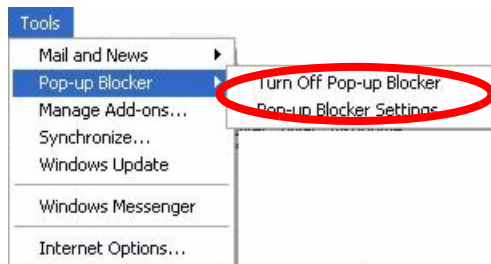 Tools
Mail and News
Pop-up Blocker
Turn Off Pop-up Blocker
Manage Add-ons...
Pop-up Blocker Settings
Synchronize...
Windows Update
Windows Messenger
Internet Options...